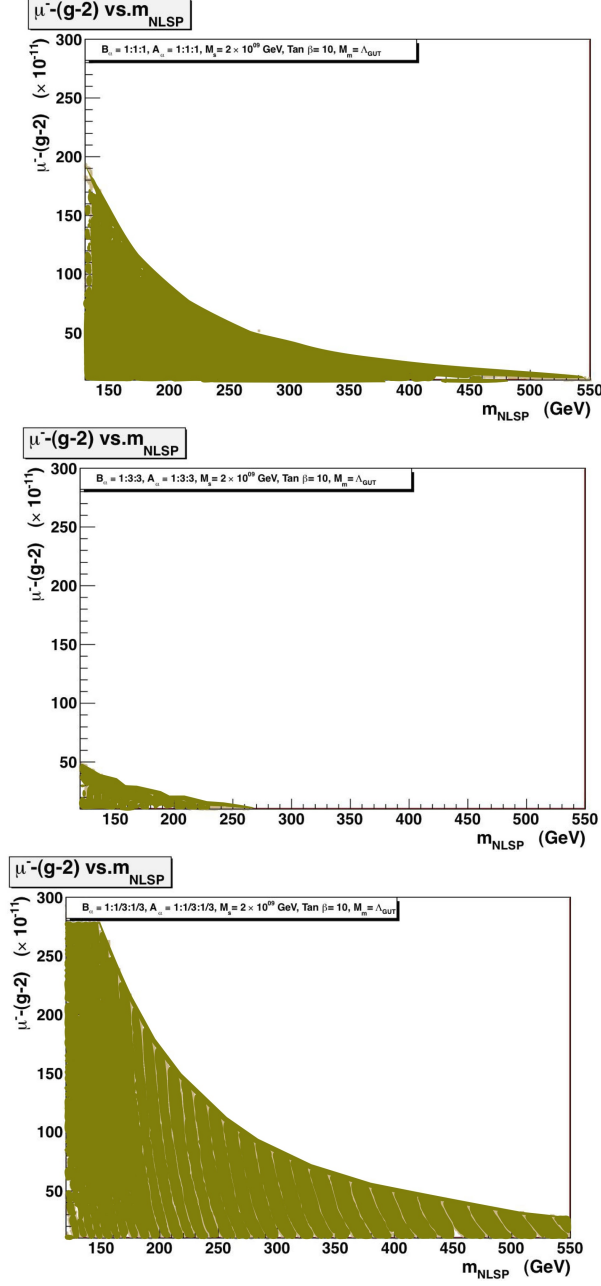 μ⁻-(g-2) vs.m_NLSP
B_α = 1:1:1, A_α = 1:1:1, M_s = 2 × 10⁰⁹ GeV, Tan β= 10, M_m= Λ_GUT
μ⁻-(g-2) (× 10⁻¹¹)
300
250
200
150
100
50
150 200 250 300 350 400 450 500 550
m_NLSP (GeV)
μ⁻-(g-2) vs.m_NLSP
B_α = 1:3:3, A_α = 1:3:3, M_s = 2 × 10⁰⁹ GeV, Tan β= 10, M_m= Λ_GUT
μ⁻-(g-2) (× 10⁻¹¹)
300
250
200
150
100
50
150 200 250 300 350 400 450 500 550
m_NLSP (GeV)
μ⁻-(g-2) vs.m_NLSP
B_α = 1:1/3:1/3, A_α = 1:1/3:1/3, M_s = 2 × 10⁰⁹ GeV, Tan β= 10, M_m= Λ_GUT
μ⁻-(g-2) (× 10⁻¹¹)
300
250
200
150
100
50
150 200 250 300 350 400 450 500 550
m_NLSP (GeV)